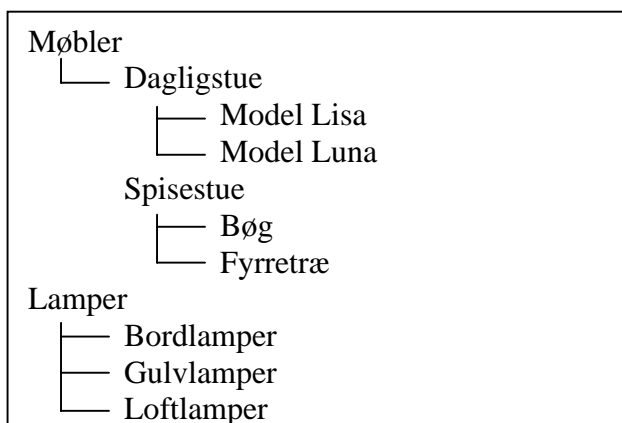 Møbler
Dagligstue
Model Lisa
Model Luna
Spisestue
Bøg
Fyrretræ
Lamper
Bordlamper
Gulvlamper
Loftlamper